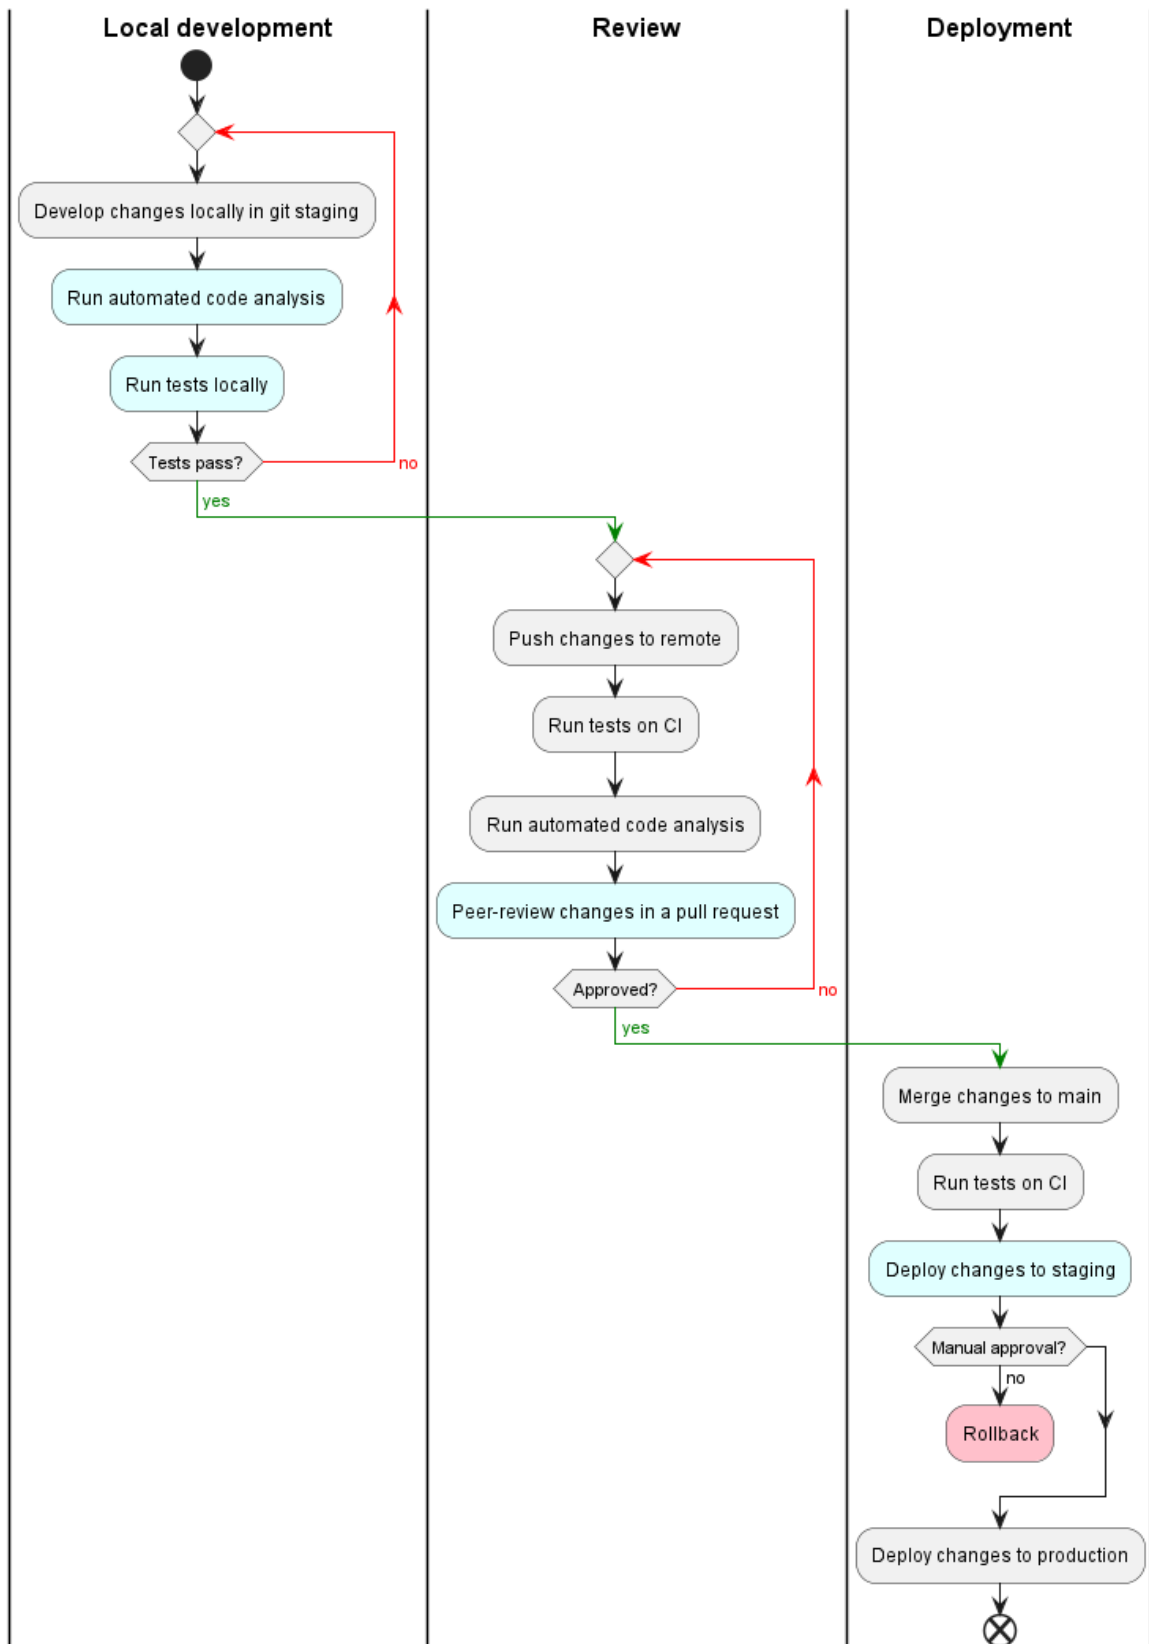 Local development
Review
Deployment
Develop changes locally in git staging
Run automated code analysis
Run tests locally
Tests pass?
no
yes
Push changes to remote
Run tests on CI
Run automated code analysis
Peer-review changes in a pull request
Approved?
no
yes
Merge changes to main
Run tests on CI
Deploy changes to staging
Manual approval?
no
Rollback
Deploy changes to production